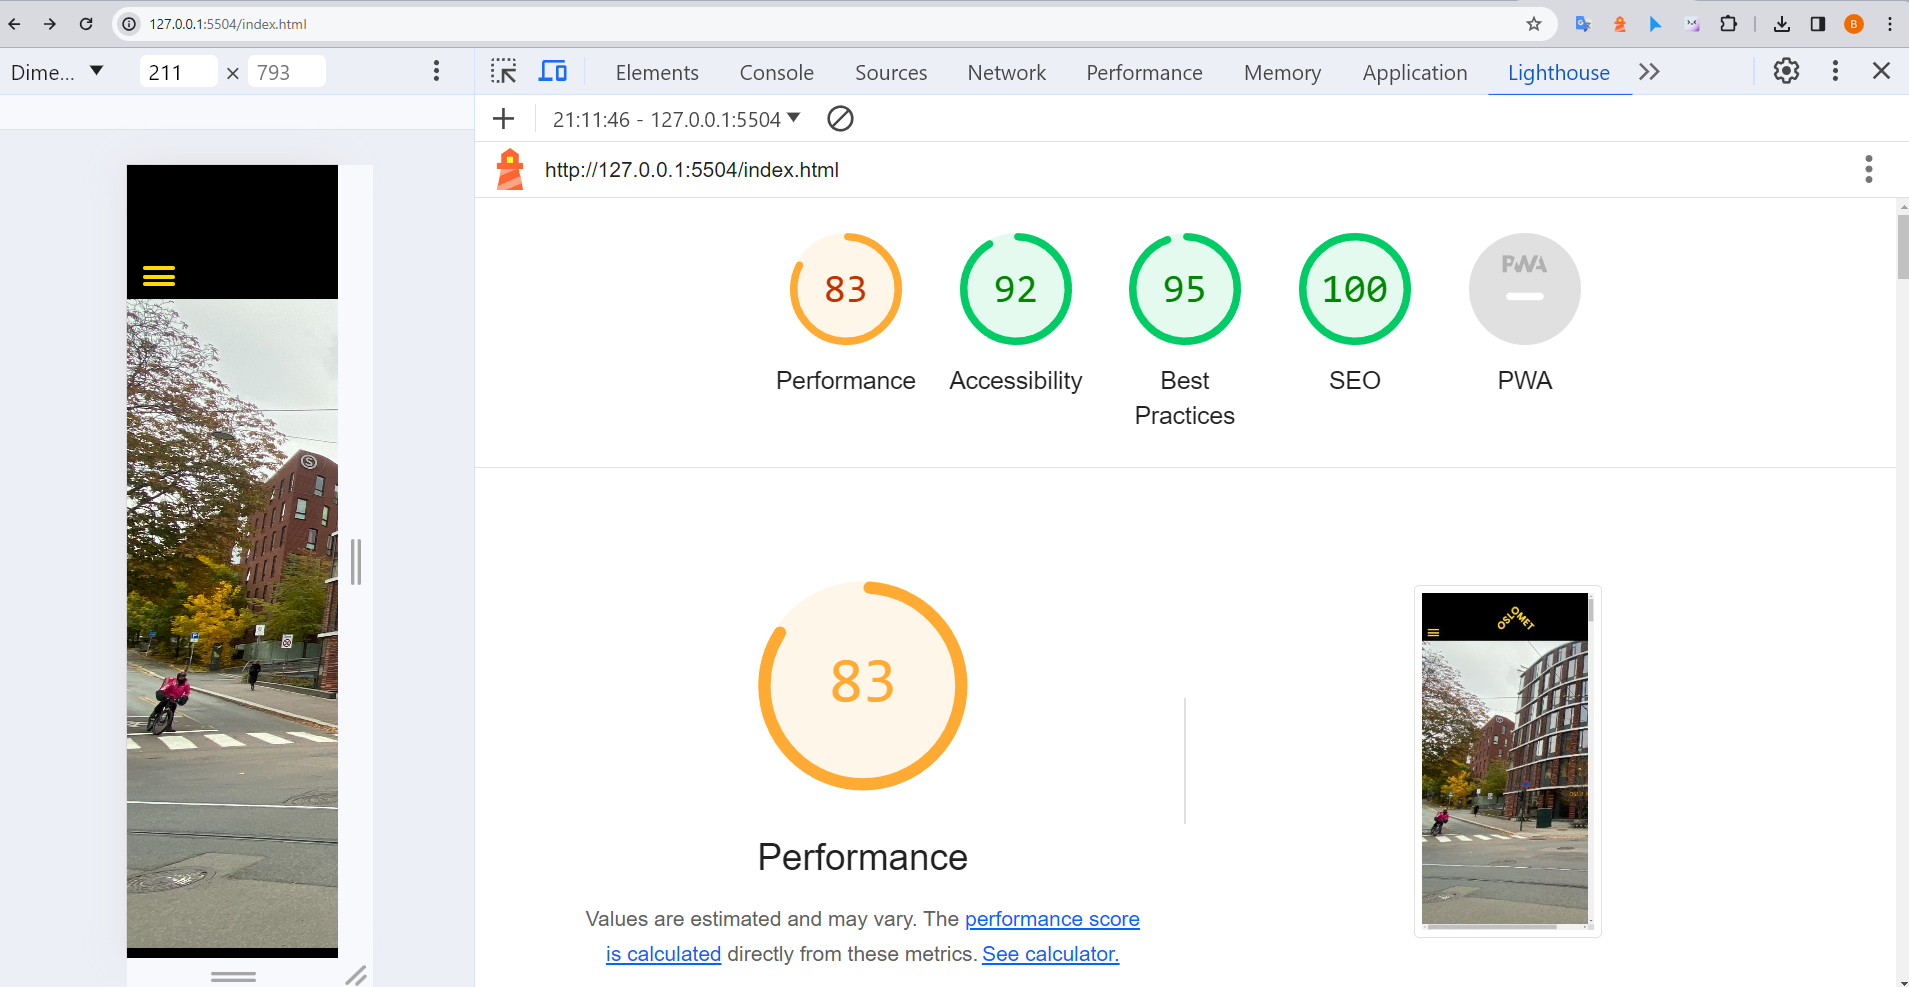 127.0.0.1:5504/index.html
B
Dime... 211 × 793
Elements Console Sources Network Performance Memory Application Lighthouse
21:11:46 - 127.0.0.1:5504
http://127.0.0.1:5504/index.html
83 92 95 100 PWA
Performance Accessibility Best Practices SEO PWA
S
P
83
OSLOMET
Performance
Values are estimated and may vary. The performance score
is calculated directly from these metrics. See calculator.